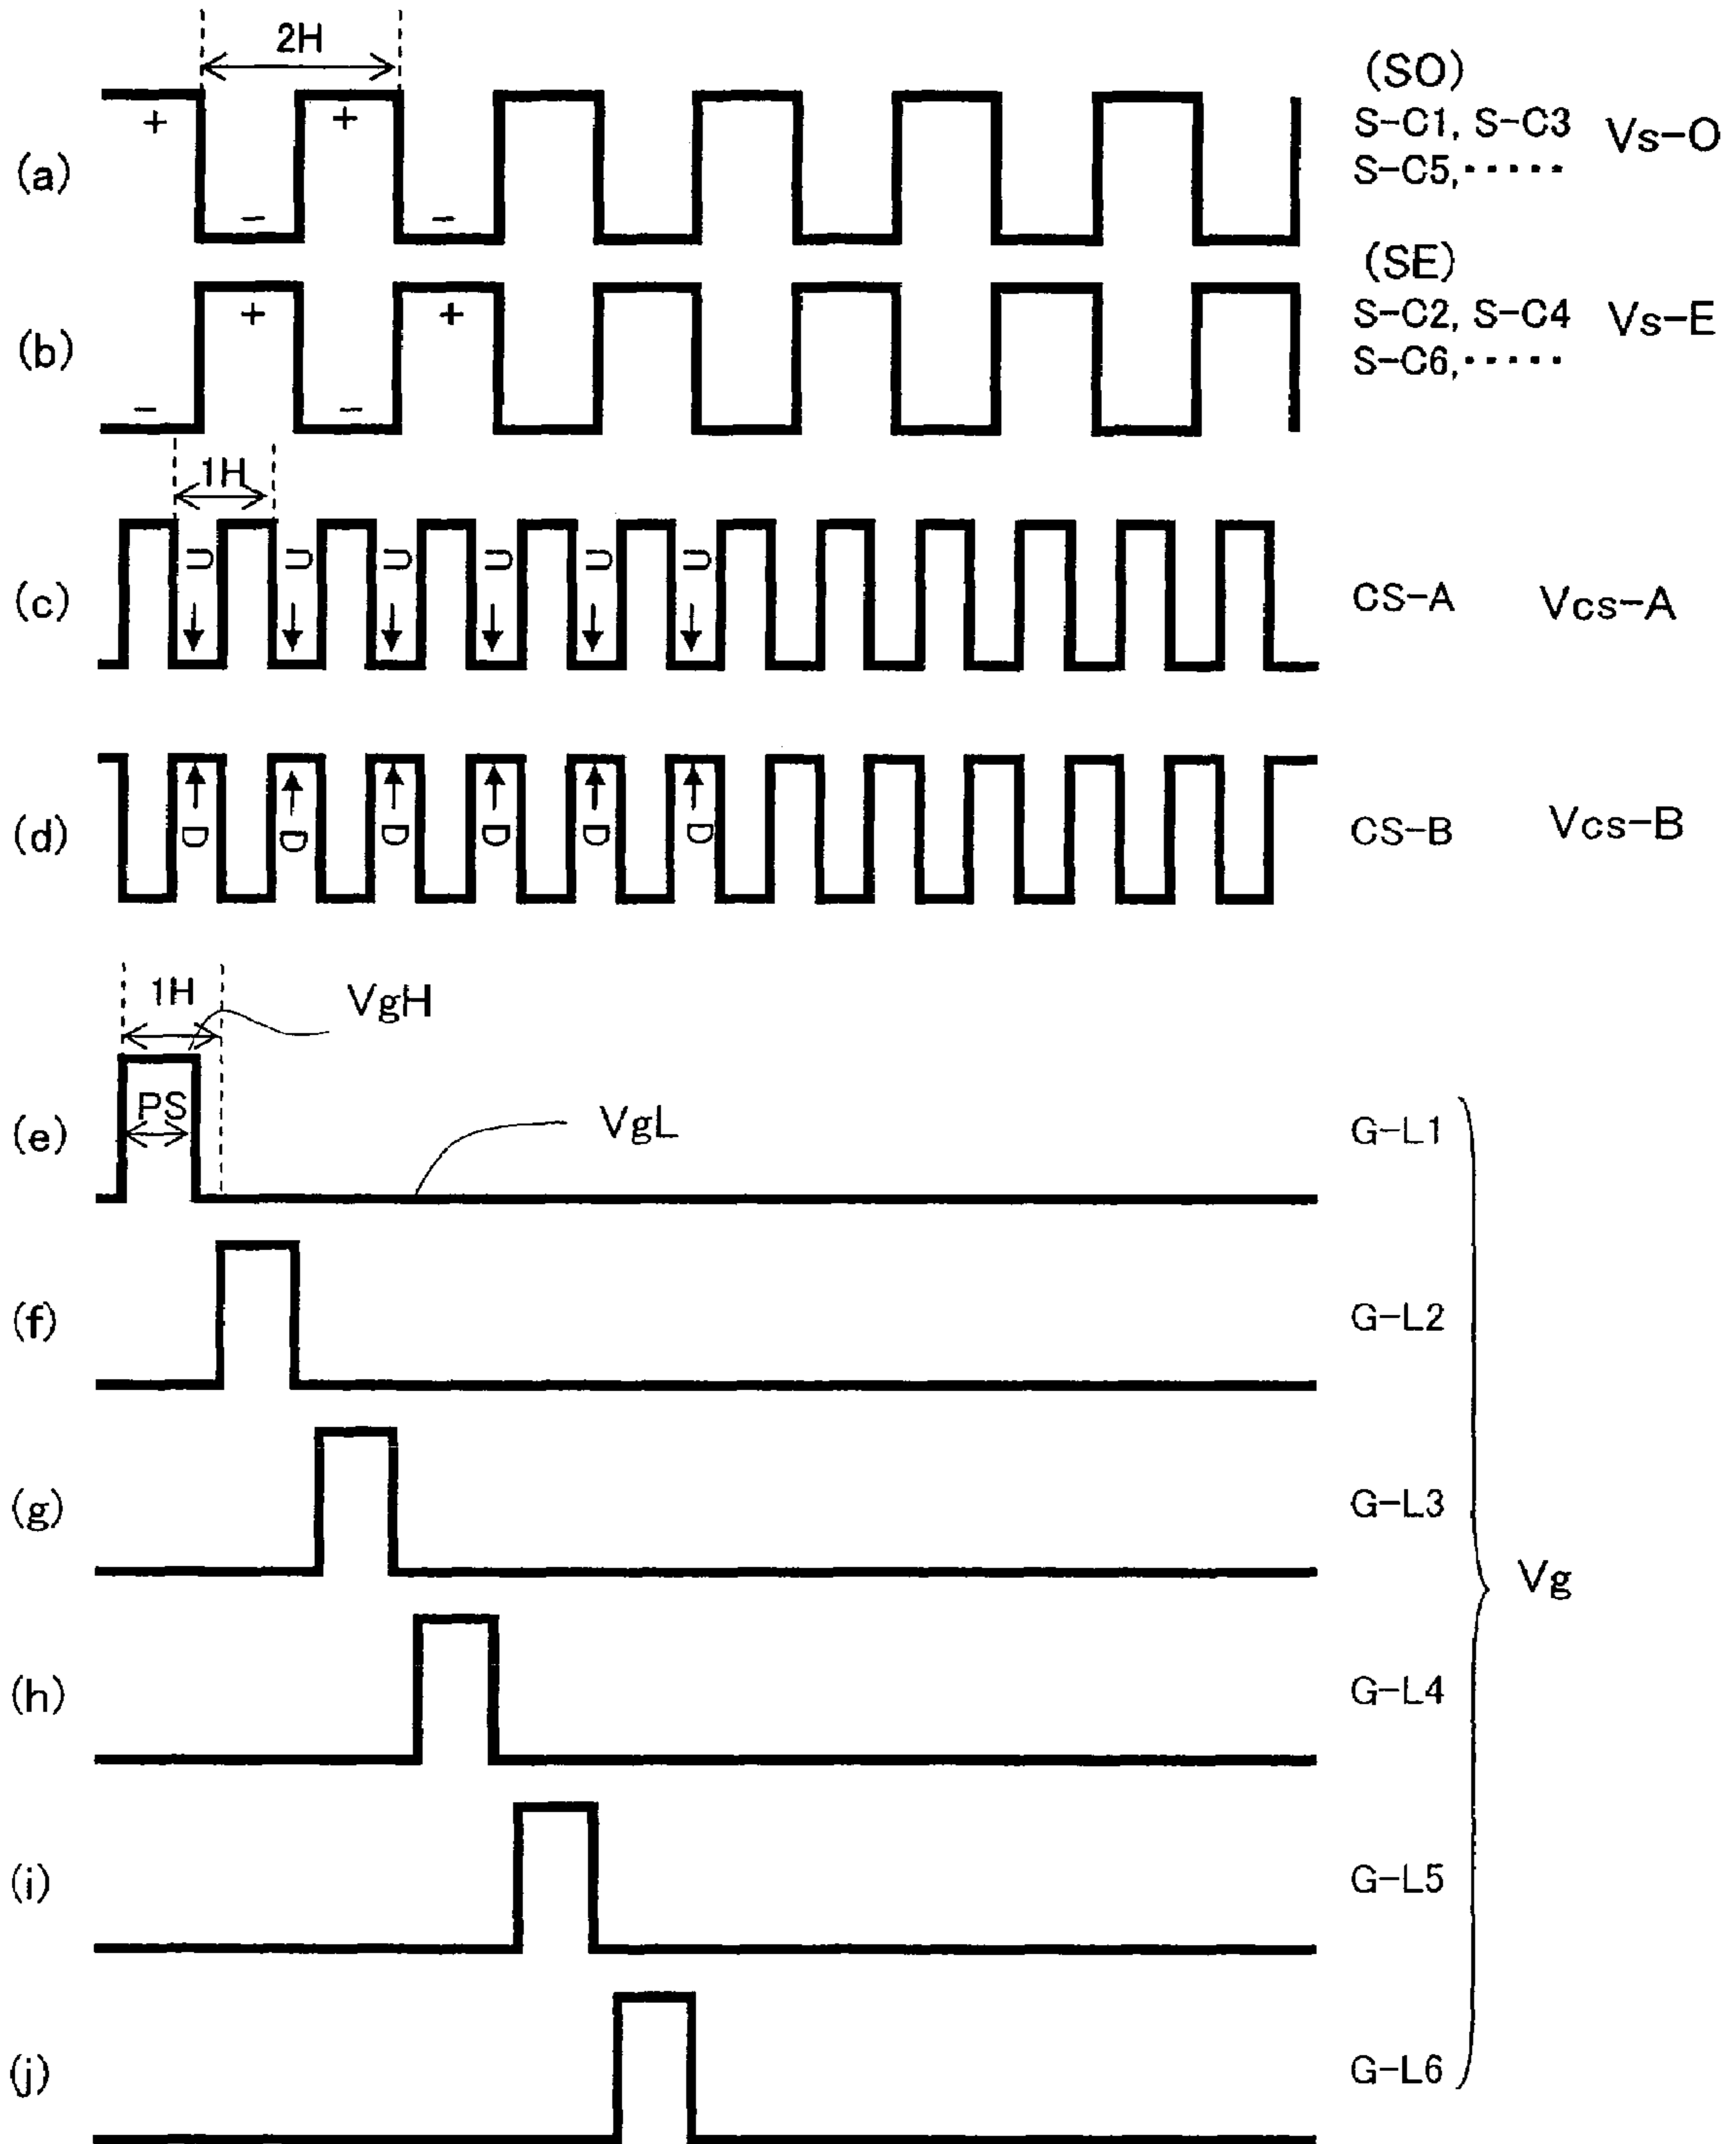 2H
(SO)
(a)
+ + - -
S-C1, S-C3
S-C5,·····
Vs-O
(SE)
(b)
+ + - -
S-C2, S-C4
S-C6,·····
Vs-E
1H
(c)
U U U U U U
CS-A
Vcs-A
(d)
D D D D D D
CS-B
Vcs-B
1H
VgH
(e)
PS
VgL
G-L1
(f)
G-L2
(g)
G-L3
Vg
(h)
G-L4
(i)
G-L5
(j)
G-L6